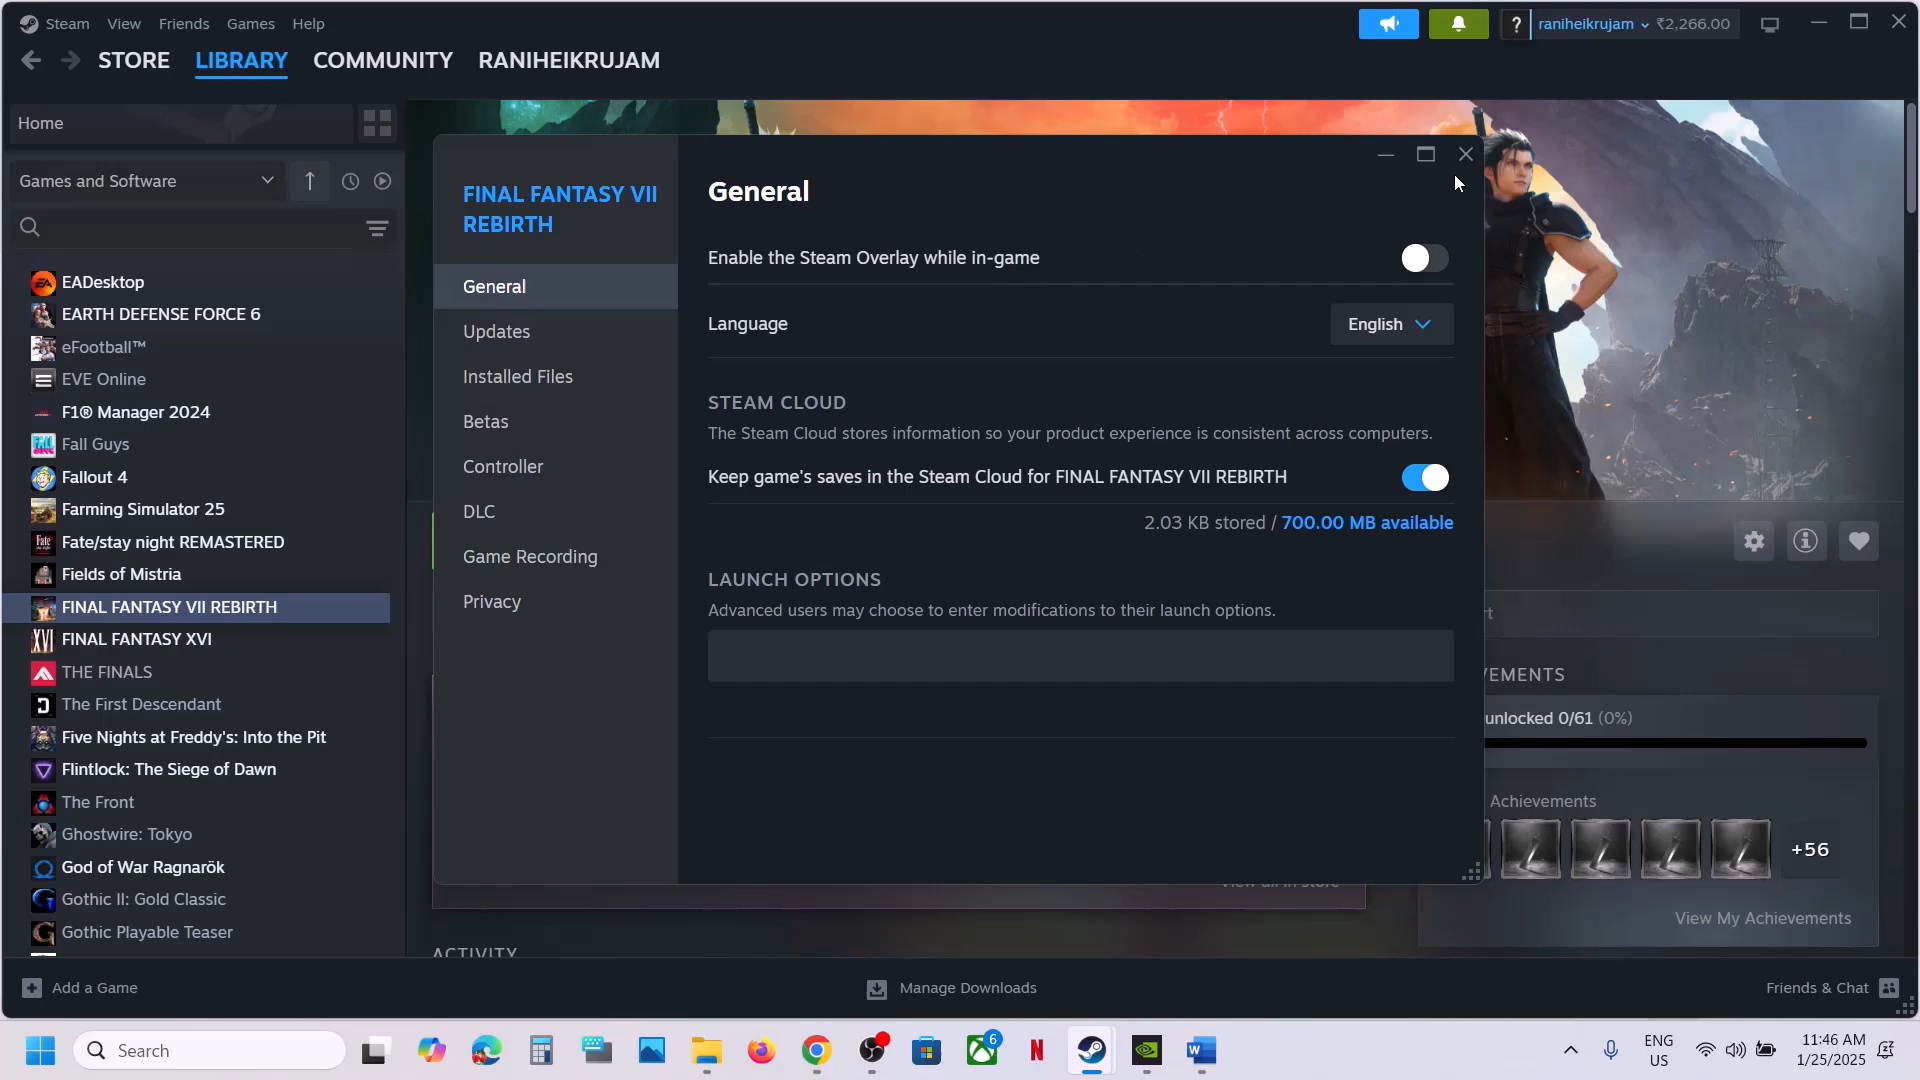 Steam View Friends Games Help
? raniheikrujam ₹2,266.00
STORE LIBRARY COMMUNITY RANIHEIKRUJAM
Home
Games and Software
EADesktop
EARTH DEFENSE FORCE 6
eFootball™
EVE Online
F1® Manager 2024
Fall Guys
Fallout 4
Farming Simulator 25
Fate/stay night REMASTERED
Fields of Mistria
FINAL FANTASY VII REBIRTH
FINAL FANTASY XVI
THE FINALS
The First Descendant
Five Nights at Freddy's: Into the Pit
Flintlock: The Siege of Dawn
The Front
Ghostwire: Tokyo
God of War Ragnarök
Gothic II: Gold Classic
Gothic Playable Teaser
FINAL FANTASY VII
REBIRTH
General
Updates
Installed Files
Betas
Controller
DLC
Game Recording
Privacy
General
Enable the Steam Overlay while in-game
Language English
STEAM CLOUD
The Steam Cloud stores information so your product experience is consistent across computers.
Keep game's saves in the Steam Cloud for FINAL FANTASY VII REBIRTH
2.03 KB stored / 700.00 MB available
LAUNCH OPTIONS
Advanced users may choose to enter modifications to their launch options.
VEMENTS
unlocked 0/61 (0%)
Achievements
+56
View My Achievements
View all in store
ACTIVITY
Add a Game
Manage Downloads
Friends & Chat
Search
6
ENG
US
11:46 AM
1/25/2025